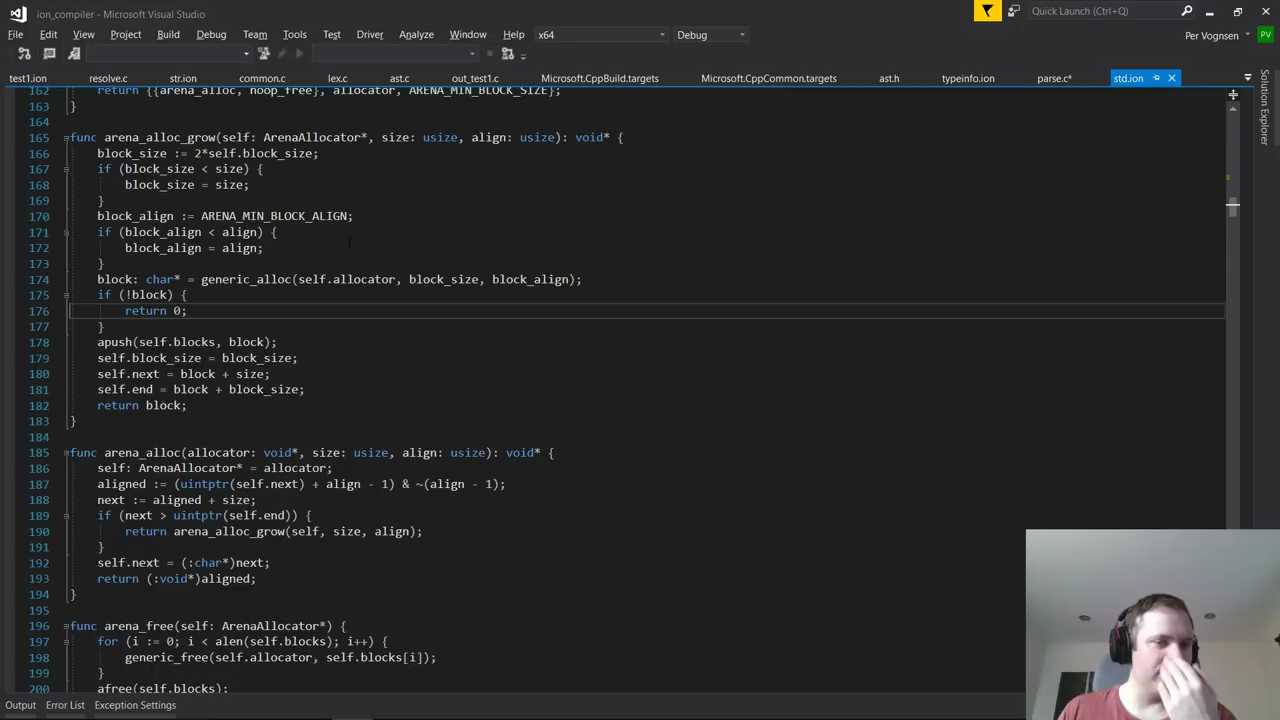 ion_compiler - Microsoft Visual Studio
Quick Launch (Ctrl+Q)
File Edit View Project Build Debug Team Tools Test Driver Analyze Window Help x64 Debug Per Vognsen PV
test1.ion resolve.c str.ion common.c lex.c ast.c out_test1.c Microsoft.CppBuild.targets Microsoft.CppCommon.targets ast.h typeinfo.ion parse.c* std.ion
Solution Explorer
162 return {{arena_alloc, noop_free}, allocator, ARENA_MIN_BLOCK_SIZE};
163 }
164
165 func arena_alloc_grow(self: ArenaAllocator*, size: usize, align: usize): void* {
166 block_size := 2*self.block_size;
167 if (block_size < size) {
168 block_size = size;
169 }
170 block_align := ARENA_MIN_BLOCK_ALIGN;
171 if (block_align < align) {
172 block_align = align;
173 }
174 block: char* = generic_alloc(self.allocator, block_size, block_align);
175 if (!block) {
176 return 0;
177 }
178 apush(self.blocks, block);
179 self.block_size = block_size;
180 self.next = block + size;
181 self.end = block + block_size;
182 return block;
183 }
184
185 func arena_alloc(allocator: void*, size: usize, align: usize): void* {
186 self: ArenaAllocator* = allocator;
187 aligned := (uintptr(self.next) + align - 1) & ~(align - 1);
188 next := aligned + size;
189 if (next > uintptr(self.end)) {
190 return arena_alloc_grow(self, size, align);
191 }
192 self.next = (:char*)next;
193 return (:void*)aligned;
194 }
195
196 func arena_free(self: ArenaAllocator*) {
197 for (i := 0; i < alen(self.blocks); i++) {
198 generic_free(self.allocator, self.blocks[i]);
199 }
200 afree(self.blocks);
Output Error List Exception Settings